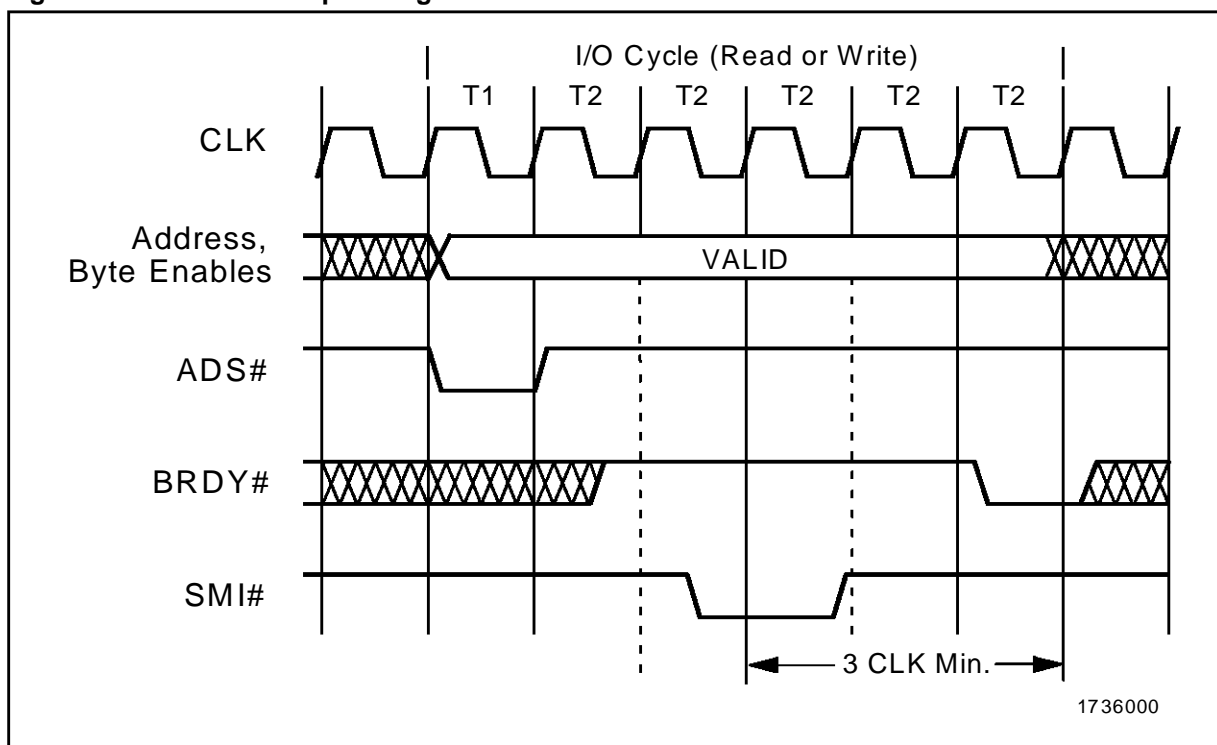 I/O Cycle (Read or Write)
T1 T2 T2 T2 T2 T2
CLK
Address,
Byte Enables
VALID
ADS#
BRDY#
SMI#
3 CLK Min.
1736000